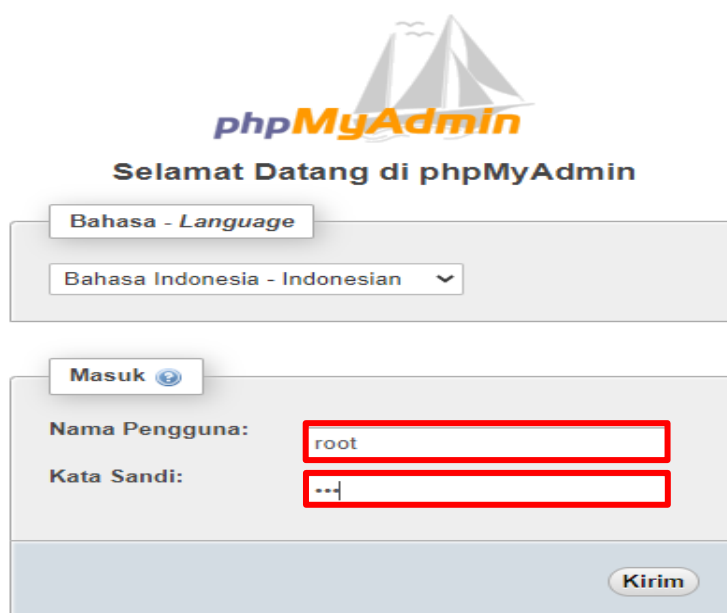 phpMyAdmin
Selamat Datang di phpMyAdmin
Bahasa - Language
Bahasa Indonesia - Indonesian
Masuk
Nama Pengguna:
root
Kata Sandi:
•••
Kirim